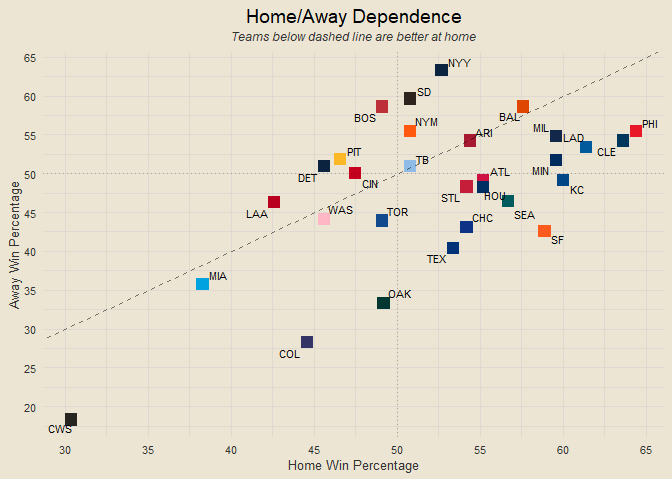 Home/Away Dependence
Teams below dashed line are better at home
65
NYY
60
SD
BOS
BAL
PHI
NYM
55
MIL
LAD
ARI
CLE
PIT
TB
50
DET
CIN
ATL
MIN
KC
STL
HOU
45
LAA
WAS
TOR
SEA
CHC
SF
40
TEX
MIA
35
OAK
30
COL
25
20
CWS
Away Win Percentage
30 35 40 45 50 55 60 65
Home Win Percentage